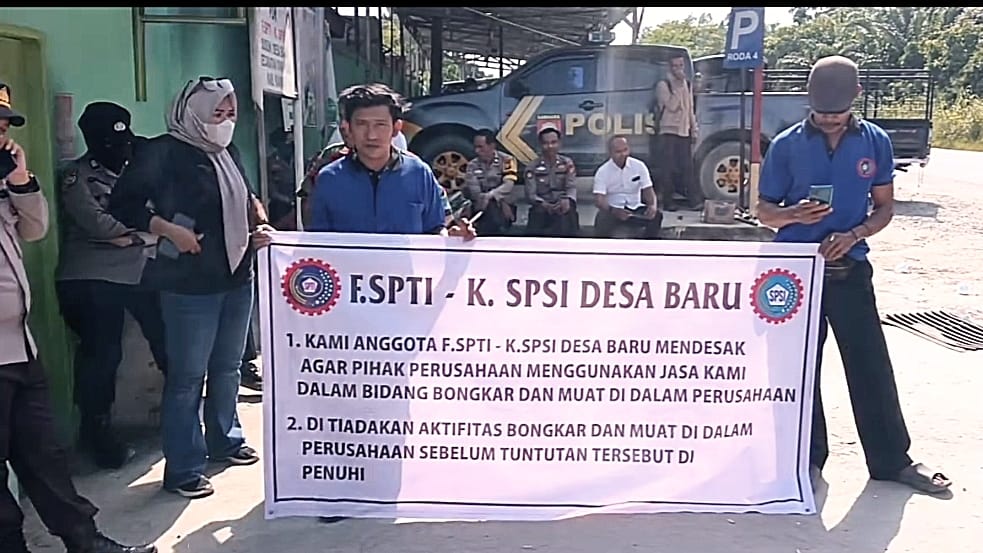 F.SPTI - K. SPSI DESA BARU
SPTI
SPSI
1. KAMI ANGGOTA F.SPTI - K.SPSI DESA BARU MENDESAK
AGAR PIHAK PERUSAHAAN MENGGUNAKAN JASA KAMI
DALAM BIDANG BONGKAR DAN MUAT DI DALAM PERUSAHAAN
2. DI TIADAKAN AKTIFITAS BONGKAR DAN MUAT DI DALAM
PERUSAHAAN SEBELUM TUNTUTAN TERSEBUT DI
PENUHI
P
RODA 4
POLIS